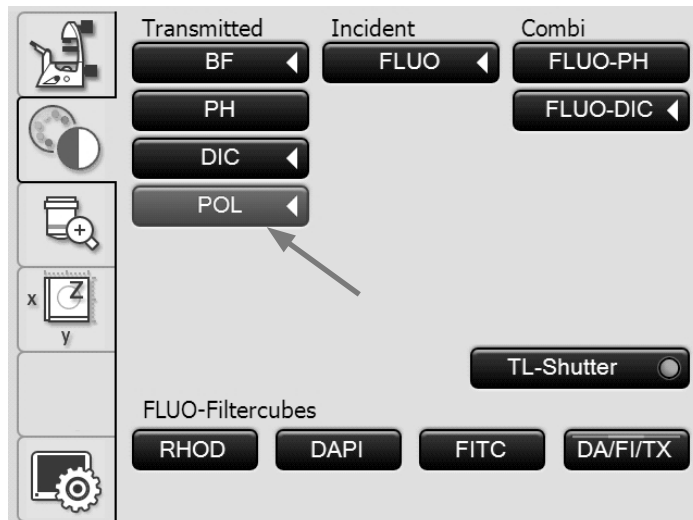 Transmitted Incident Combi
BF FLUO FLUO-PH
PH FLUO-DIC
DIC
POL
x Z
y
TL-Shutter
FLUO-Filtercubes
RHOD DAPI FITC DA/FI/TX